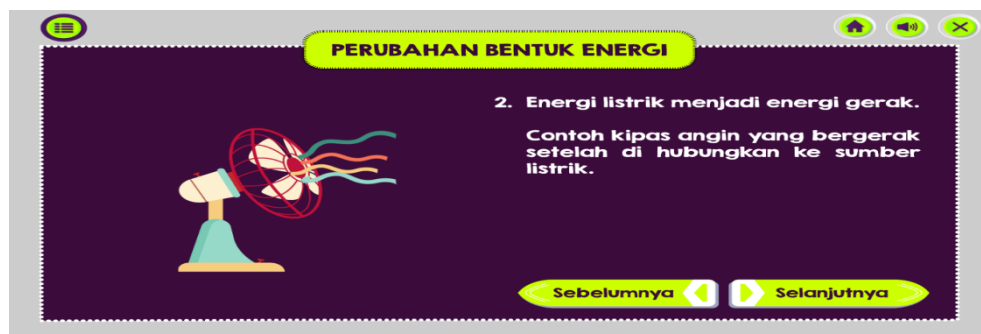 PERUBAHAN BENTUK ENERGI
2. Energi listrik menjadi energi gerak.
Contoh kipas angin yang bergerak
setelah di hubungkan ke sumber
listrik.
Sebelumnya
Selanjutnya